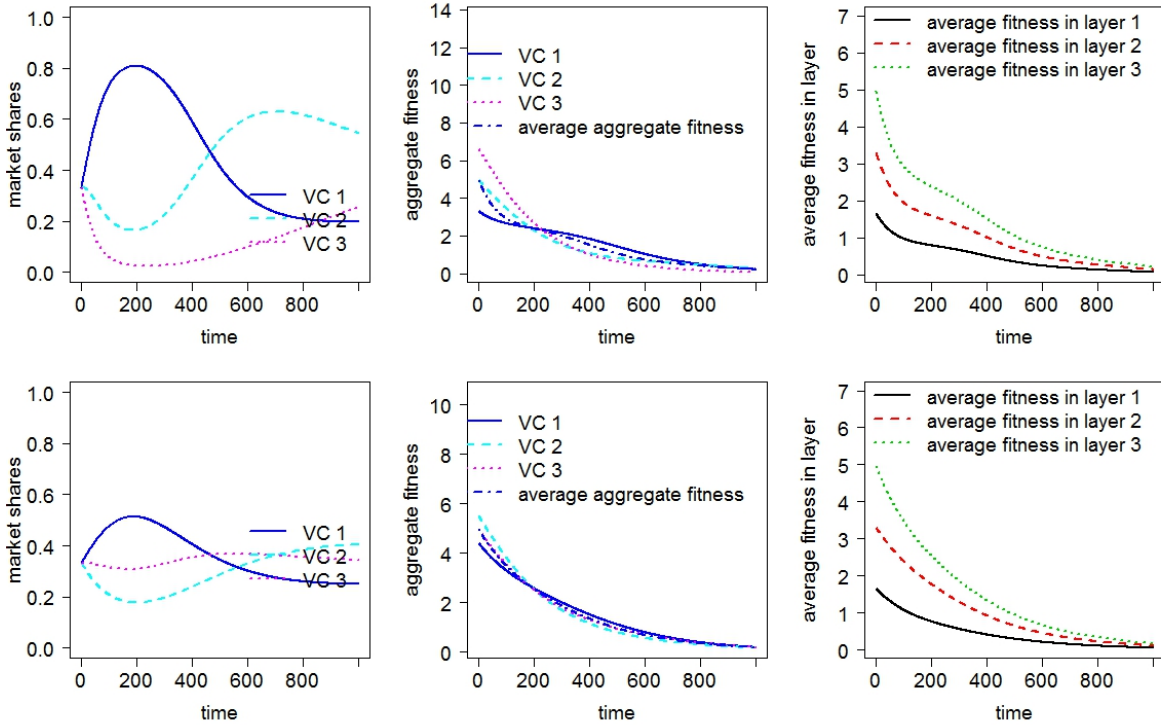 market shares
1.0
0.8
0.6
0.4
0.2
0.0
VC 1
VC 2
VC 3
0 200 400 600 800
time
aggregate fitness
14
12
10
8
6
4
2
0
VC 1
VC 2
VC 3
average aggregate fitness
0 200 400 600 800
time
average fitness in layer
7
6
5
4
3
2
1
0
average fitness in layer 1
average fitness in layer 2
average fitness in layer 3
0 200 400 600 800
time
market shares
1.0
0.8
0.6
0.4
0.2
0.0
VC 1
VC 2
VC 3
0 200 400 600 800
time
aggregate fitness
10
8
6
4
2
0
VC 1
VC 2
VC 3
average aggregate fitness
0 200 400 600 800
time
average fitness in layer
7
6
5
4
3
2
1
0
average fitness in layer 1
average fitness in layer 2
average fitness in layer 3
0 200 400 600 800
time